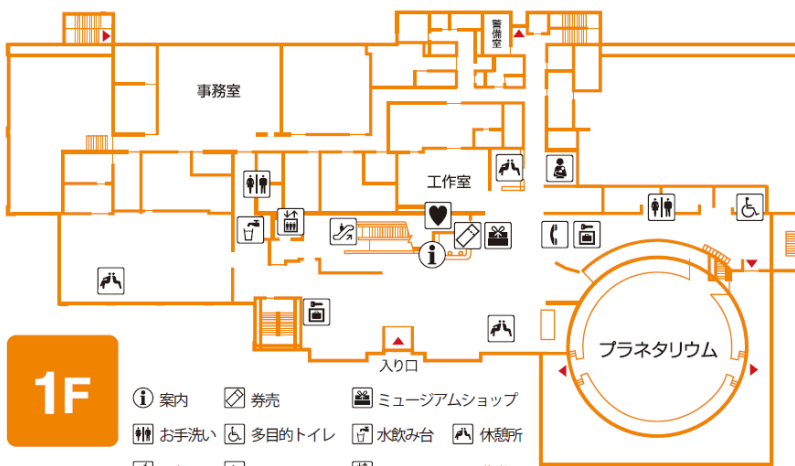 警備室
事務室
工作室
プラネタリウム
入り口
1F
案内
券売
ミュージアムショップ
お手洗い
多目的トイレ
水飲み台
休憩所